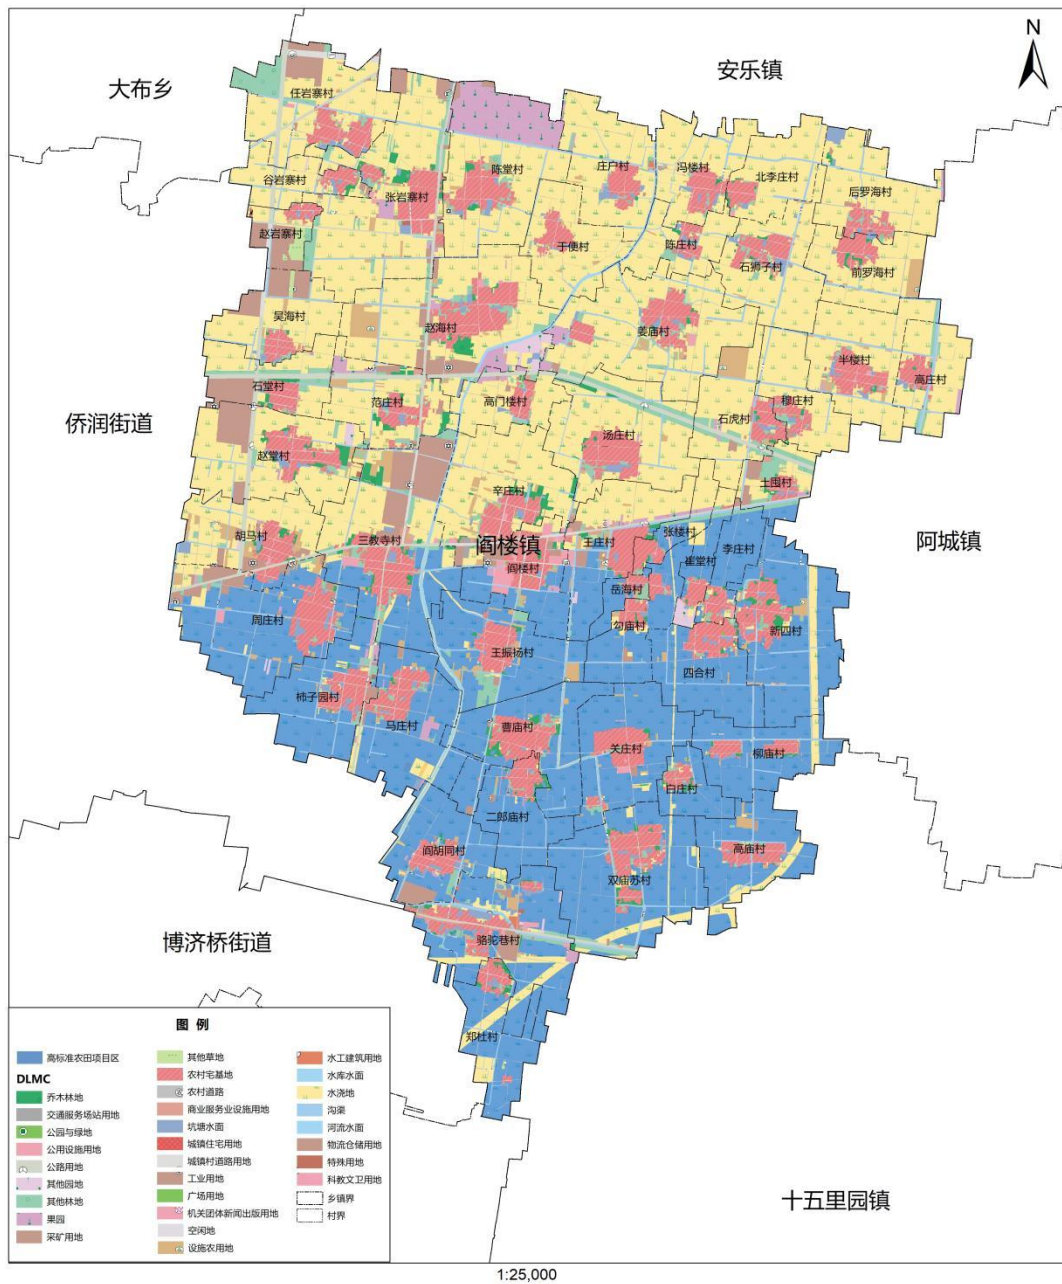 N
安乐镇
大布乡
任岩寨村
陈堂村
庄户村
冯楼村
北李庄村
谷岩寨村
张岩寨村
后罗海村
赵岩寨村
于便村
陈庄村
石狮子村
前罗海村
吴海村
赵海村
姜庙村
半楼村
高庄村
石堂村
范庄村
高门楼村
穆庄村
石虎村
侨润街道
汤庄村
赵堂村
土围村
辛庄村
胡马村
三教寺村
阎楼镇
王庄村
张楼村
李庄村
阿城镇
阎楼村
崔堂村
岳海村
周庄村
勾庙村
新四村
王振扬村
四合村
柿子园村
马庄村
曹庙村
关庄村
柳庙村
白庄村
二郎庙村
阎胡同村
高庙村
双庙苏村
博济桥街道
骆驼巷村
郑杜村
十五里园镇
图 例
高标准农田项目区
DLMC
乔木林地
交通服务场站用地
公园与绿地
公用设施用地
公路用地
其他园地
其他林地
果园
采矿用地
其他草地
农村宅基地
农村道路
商业服务业设施用地
坑塘水面
城镇住宅用地
城镇村道路用地
工业用地
广场用地
机关团体新闻出版用地
空闲地
设施农用地
水工建筑用地
水库水面
水浇地
沟渠
河流水面
物流仓储用地
特殊用地
科教文卫用地
乡镇界
村界
1:25,000